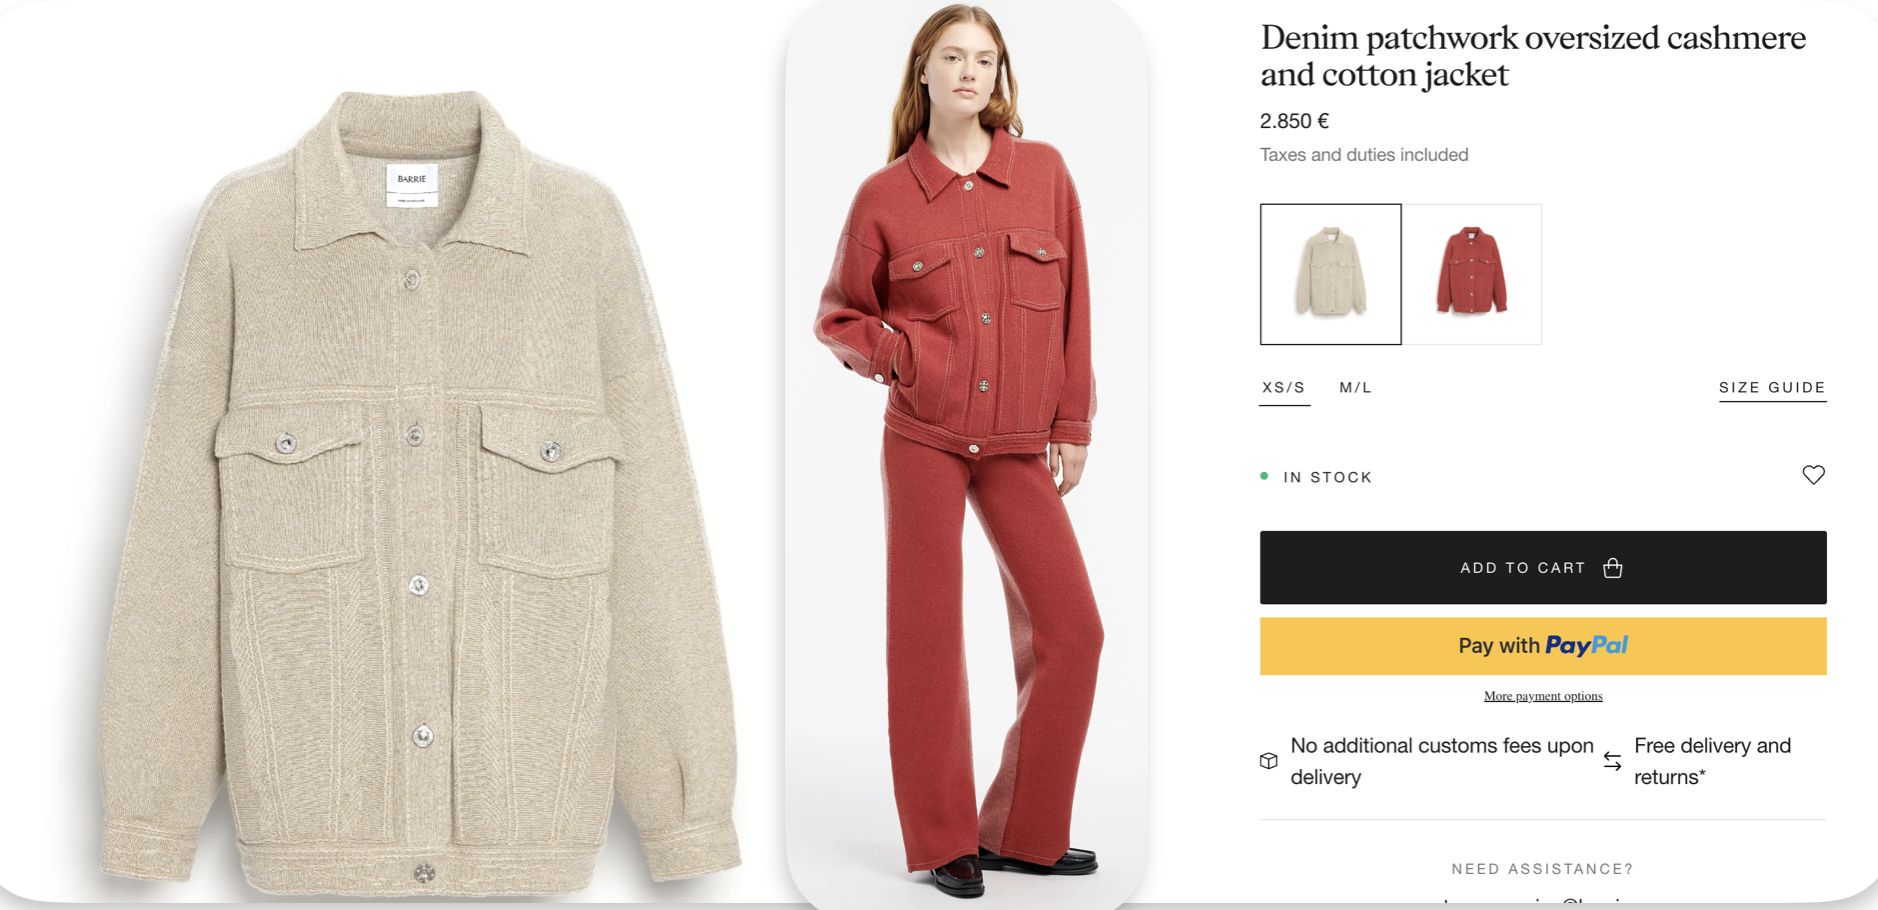 BARRIE
Denim patchwork oversized cashmere
and cotton jacket
2.850 €
Taxes and duties included
XS/S M/L SIZE GUIDE
IN STOCK
ADD TO CART
Pay with PayPal
More payment options
No additional customs fees upon
delivery
Free delivery and
returns*
NEED ASSISTANCE?